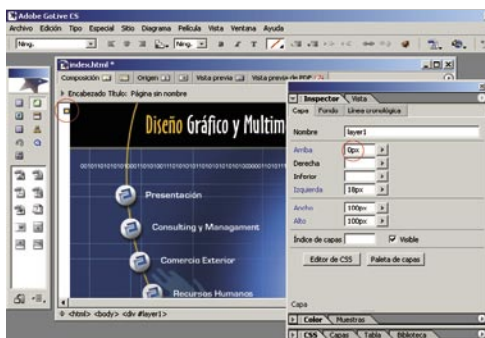 Adobe GoLive CS
Archivo Edición Tipo Especial Sitio Diagrama Película Vista Ventana Ayuda
Ning. Ning.
index.html *
Composición Origen Vista previa Vista previa de PDF
Encabezado Título: Página sin nombre
Diseño Gráfico y Multim
Presentación
Consulting y Managament
Comercio Exterior
Recursos Humanos
<html> <body> <div #layer1>
Inspector Vista
Capa Fondo Línea cronológica
Nombre layer1
Arriba 0px
Derecha
Inferior
Izquierda 18px
Ancho 100px
Alto 100px
Índice de capas Visible
Editor de CSS Paleta de capas
Capa
Color Muestras
CSS Capas Tabla Biblioteca